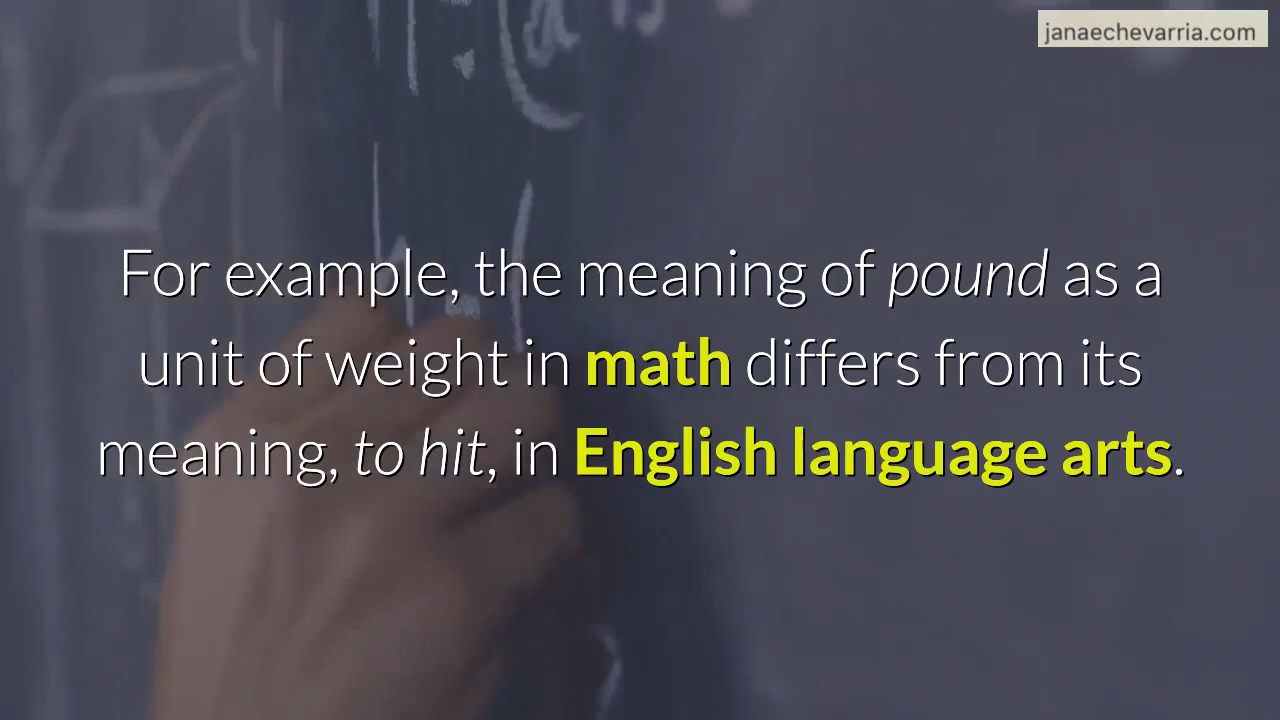 janaechevarria.com
For example, the meaning of pound as a
unit of weight in math differs from its
meaning, to hit, in English language arts.